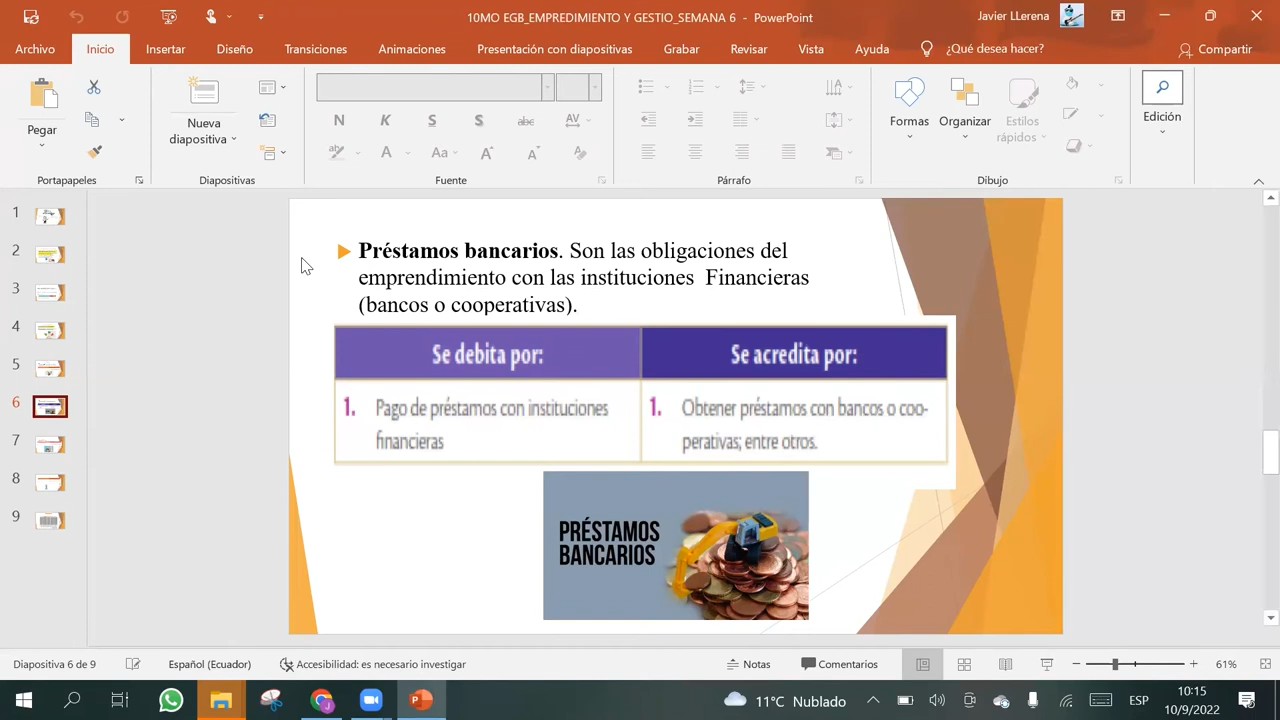 10MO EGB_EMPREDIMIENTO Y GESTIO_SEMANA 6 - PowerPoint
Javier LLerena
Archivo Inicio Insertar Diseño Transiciones Animaciones Presentación con diapositivas Grabar Revisar Vista Ayuda ¿Qué desea hacer? Compartir
Pegar
Nueva
diapositiva
N K S S abc AV
A Aa A A
Formas Organizar Estilos
rápidos
Edición
Portapapeles Diapositivas Fuente Párrafo Dibujo
1
2
3
4
5
6
7
8
9
Préstamos bancarios. Son las obligaciones del
emprendimiento con las instituciones Financieras
(bancos o cooperativas).
Se debita por: Se acredita por:
1. Pago de préstamos con instituciones
financieras
1. Obtener préstamos con bancos o coo-
perativas; entre otros.
PRÉSTAMOS
BANCARIOS
Diapositiva 6 de 9 Español (Ecuador) Accesibilidad: es necesario investigar Notas Comentarios 61%
11°C Nublado ESP 10:15
10/9/2022